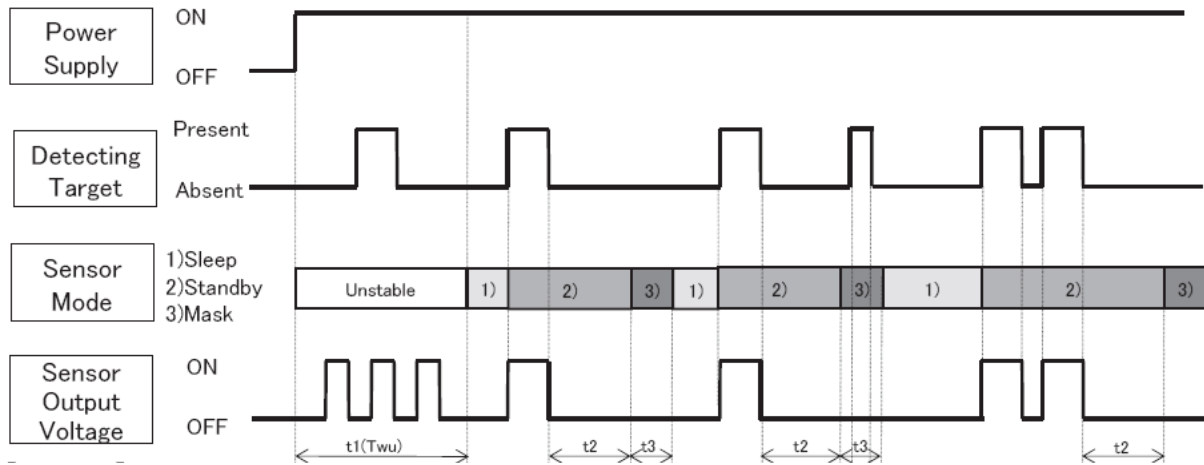 Power
Supply
ON
OFF
Detecting
Target
Present
Absent
Sensor
Mode
1)Sleep
2)Standby
3)Mask
Unstable
1)
2)
3)
1)
2)
3)
1)
2)
3)
Sensor
Output
Voltage
ON
OFF
t1(Twu)
t2
t3
t2
t3
t2